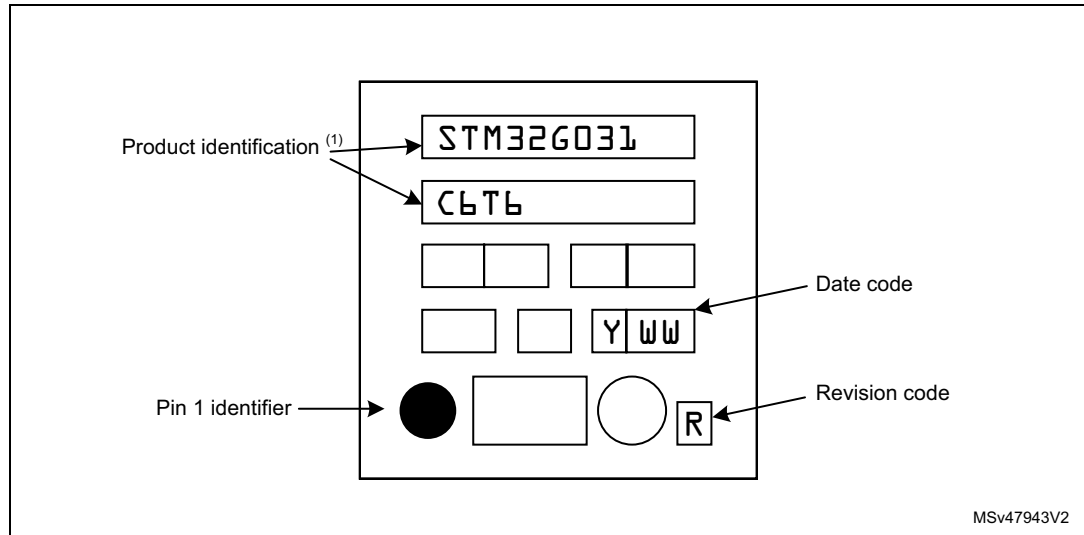 STM32G031
Product identification (1)
C6T6
Date code
Y WW
Pin 1 identifier
Revision code
R
MSv47943V2